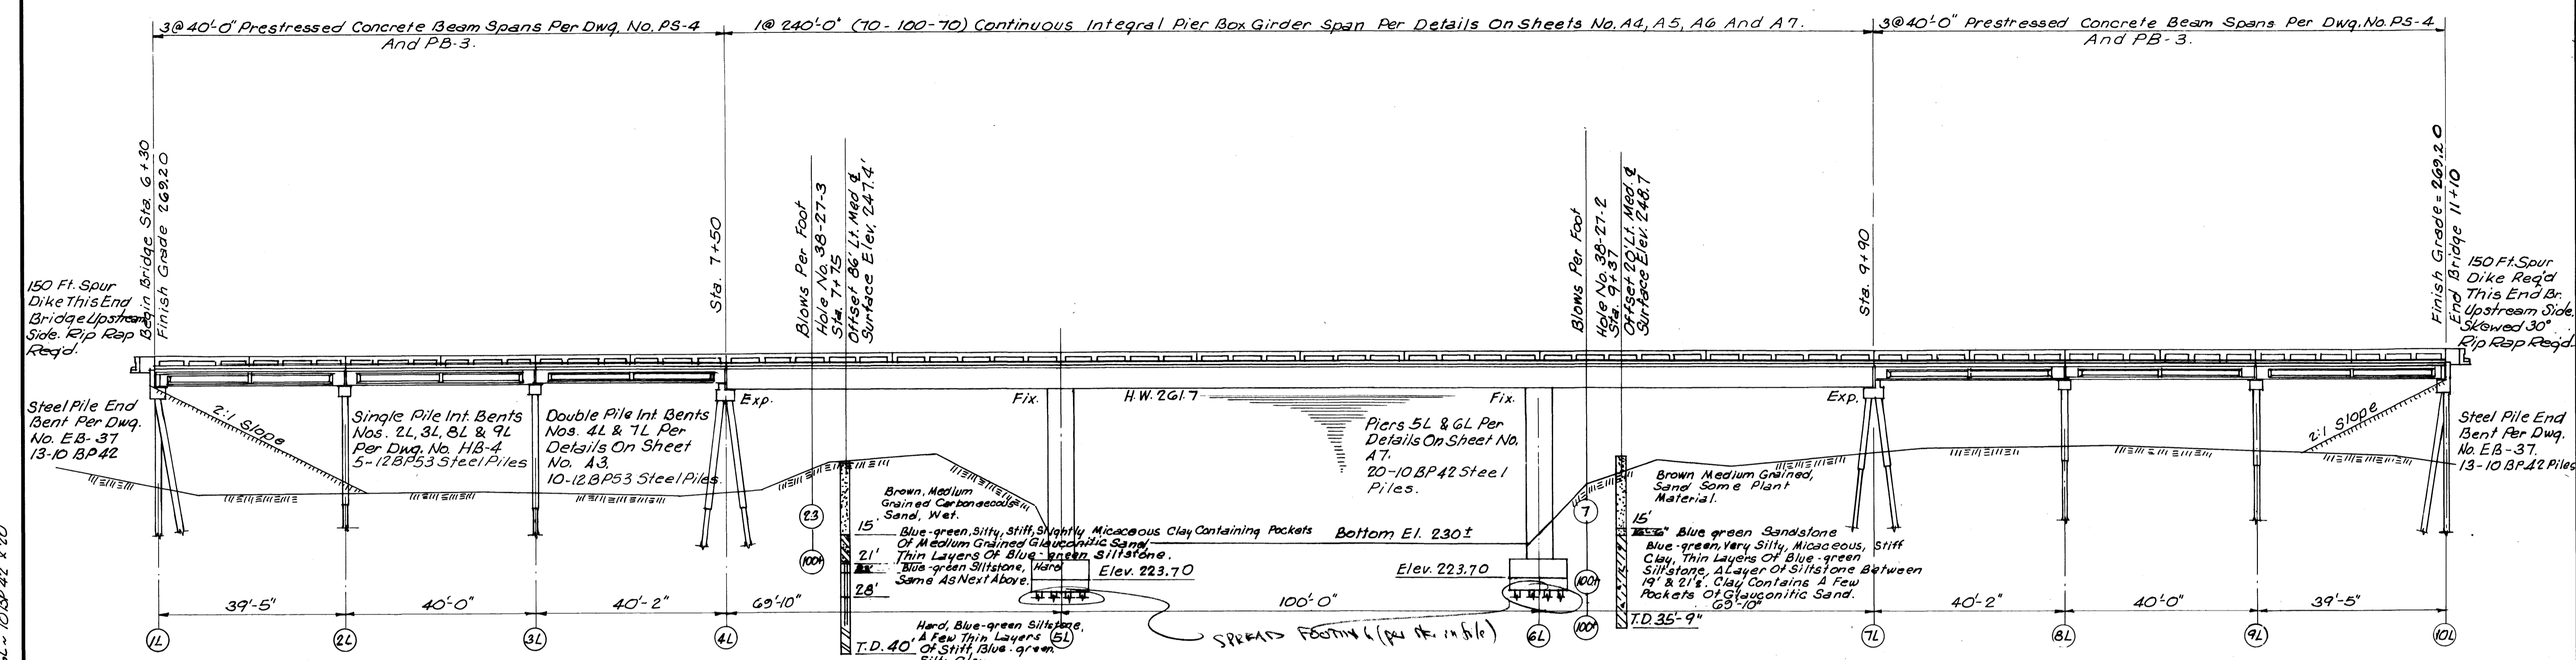 3@40'-0" Prestressed Concrete Beam Spans Per Dwg. No. PS-4
And PB-3.
1@ 240'-0" (70-100-70) Continuous Integral Pier Box Girder Span Per Details On Sheets No. A4, A5, A6 And A7.
3@40'-0" Prestressed Concrete Beam Spans Per Dwg. No. PS-4
And PB-3.
Begin Bridge Sta. 6+30
Finish Grade 269.20
Sta. 7+50
Blows Per Foot
Hole No. 38-27-3
Sta. 7+75
Offset 86' Lt. Med ℄
Surface Elev. 247.4'
Blows Per Foot
Hole No. 38-27-2
Sta. 9+37
Offset 20' Lt. Med. ℄
Surface Elev. 248.7
Sta. 9+90
Finish Grade = 269.20
End Bridge 11+10
150 Ft. Spur
Dike This End
Bridge Upstream
Side. Rip Rap
Req'd.
150 Ft. Spur
Dike Req'd
This End Br.
Upstream Side.
Skewed 30°
Rip Rap Req'd.
Steel Pile End
Bent Per Dwg.
No. EB-37
13-10 BP42
2:1 Slope
Single Pile Int. Bents
Nos. 2L, 3L, 8L & 9L
Per Dwg. No. HB-4
5-12BP53 Steel Piles
Double Pile Int Bents
Nos. 4L & 7L Per
Details On Sheet
No. A3.
10-12BP53 Steel Piles.
Exp.
Fix.
H.W. 261.7
Fix.
Exp.
Piers 5L & 6L Per
Details On Sheet No.
A7.
20-10 BP42 Steel
Piles.
2:1 Slope
Steel Pile End
Bent Per Dwg.
No. EB-37.
13-10 BP42 Piles
23
100+
Brown, Medium
Grained Carbonaceous
Sand, Wet.
15'
Blue-green, Silty, Stiff, Slightly Micaceous Clay Containing Pockets
Of Medium Grained Glauconitic Sand
Thin Layers Of Blue-green Siltstone.
21'
Blue-green Siltstone, Hard
Same As Next Above.
28'
Hard, Blue-green Siltstone,
A Few Thin Layers
Of Stiff, Blue-green
Silty Clay
T.D. 40'
Bottom El. 230±
Elev. 223.70
Elev. 223.70
7
100+
100+
Brown Medium Grained,
Sand Some Plant
Material.
15'
Blue green Sandstone
Blue-green, Very Silty, Micaceous, Stiff
Clay, Thin Layers Of Blue-green
Siltstone, A Layer Of Siltstone Between
19' & 21'±. Clay Contains A Few
Pockets Of Glauconitic Sand.
T.D. 35'-9"
39'-5"
40'-0"
40'-2"
69'-10"
100'-0"
69'-10"
40'-2"
40'-0"
39'-5"
SPREAD FOOTING (per in file)
1L
2L
3L
4L
5L
6L
7L
8L
9L
10L
10BP42 x 20